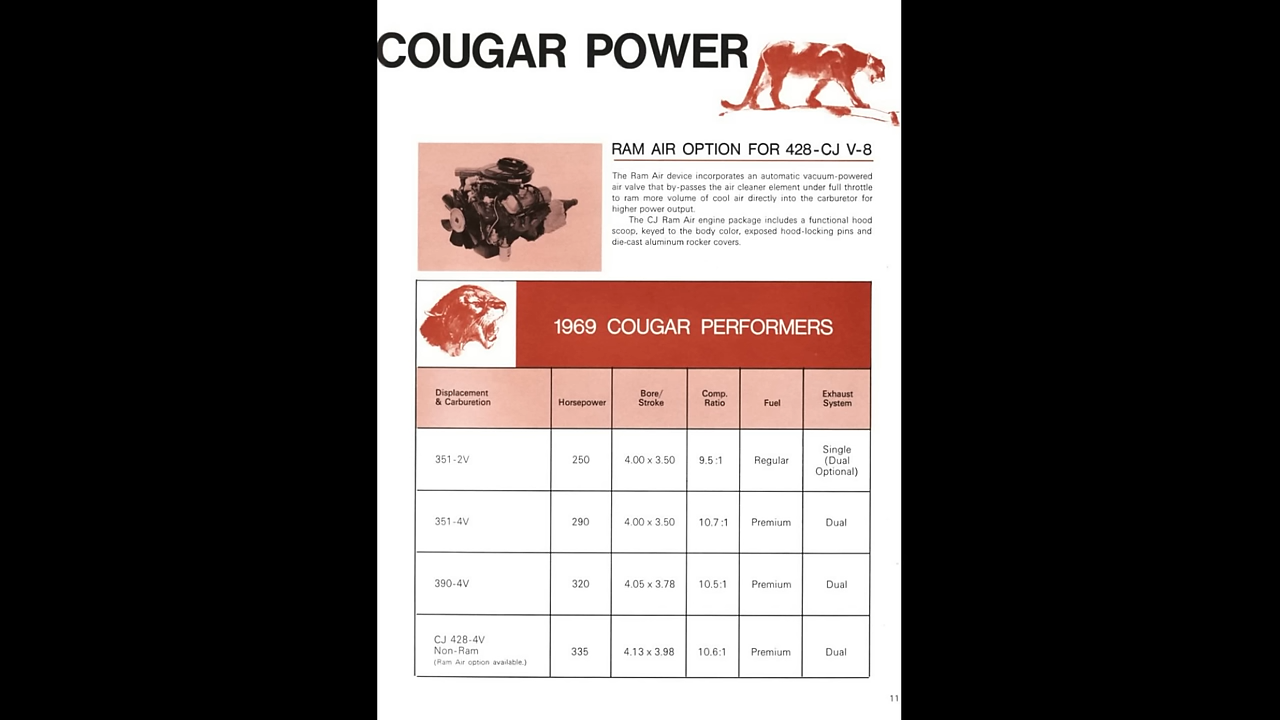 COUGAR POWER
RAM AIR OPTION FOR 428-CJ V-8
The Ram Air device incorporates an automatic vacuum-powered
air valve that by-passes the air cleaner element under full throttle
to ram more volume of cool air directly into the carburetor for
higher power output.
The CJ Ram Air engine package includes a functional hood
scoop, keyed to the body color, exposed hood-locking pins and
die-cast aluminum rocker covers.
1969 COUGAR PERFORMERS
Displacement
& Carburetion
Horsepower
Bore/
Stroke
Comp.
Ratio
Fuel
Exhaust
System
351-2V
250
4.00 x 3.50
9.5:1
Regular
Single
(Dual
Optional)
351-4V
290
4.00 x 3.50
10.7:1
Premium
Dual
390-4V
320
4.05 x 3.78
10.5:1
Premium
Dual
CJ 428-4V
Non-Ram
(Ram Air option available.)
335
4.13 x 3.98
10.6:1
Premium
Dual
11